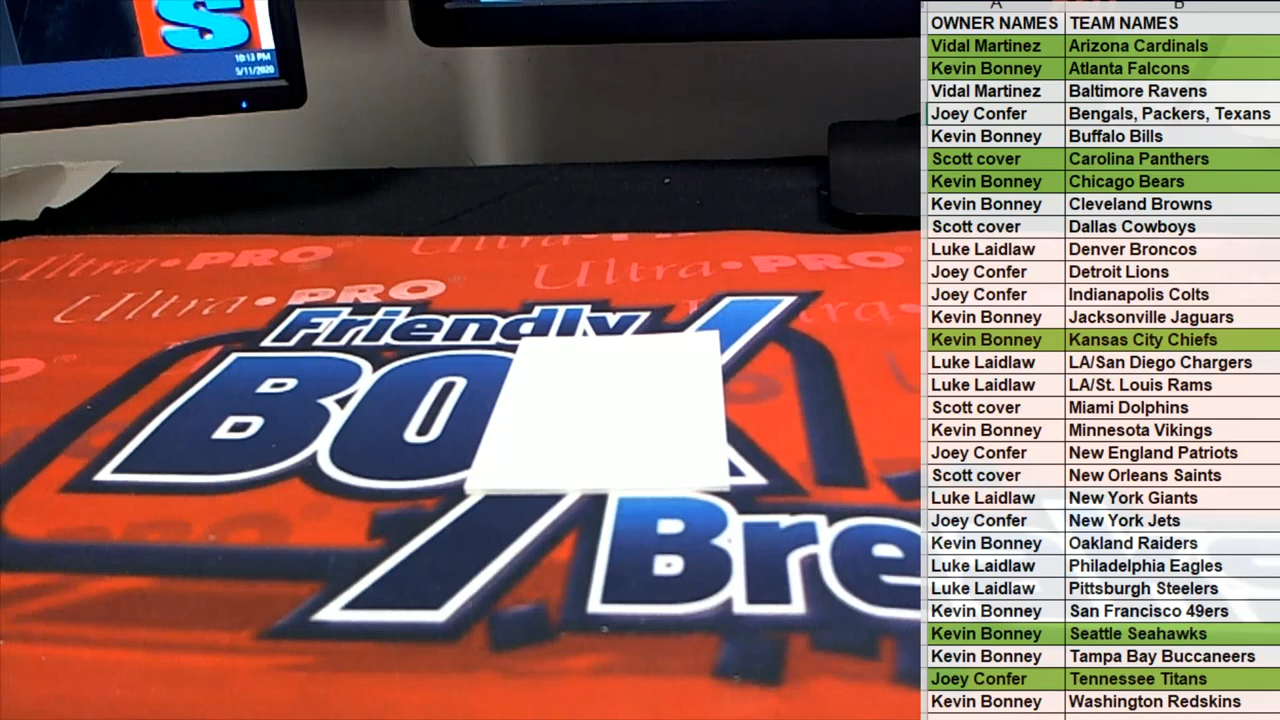 S
10:13 PM
5/11/2020
Ultra•PRO® Ultra•PRO
Ultra•PRO® Ultra•PRO®
Friendly
BO
Bre
A B
OWNER NAMES TEAM NAMES
Vidal Martinez Arizona Cardinals
Kevin Bonney Atlanta Falcons
Vidal Martinez Baltimore Ravens
Joey Confer Bengals, Packers, Texans
Kevin Bonney Buffalo Bills
Scott cover Carolina Panthers
Kevin Bonney Chicago Bears
Kevin Bonney Cleveland Browns
Scott cover Dallas Cowboys
Luke Laidlaw Denver Broncos
Joey Confer Detroit Lions
Joey Confer Indianapolis Colts
Kevin Bonney Jacksonville Jaguars
Kevin Bonney Kansas City Chiefs
Luke Laidlaw LA/San Diego Chargers
Luke Laidlaw LA/St. Louis Rams
Scott cover Miami Dolphins
Kevin Bonney Minnesota Vikings
Joey Confer New England Patriots
Scott cover New Orleans Saints
Luke Laidlaw New York Giants
Joey Confer New York Jets
Kevin Bonney Oakland Raiders
Luke Laidlaw Philadelphia Eagles
Luke Laidlaw Pittsburgh Steelers
Kevin Bonney San Francisco 49ers
Kevin Bonney Seattle Seahawks
Kevin Bonney Tampa Bay Buccaneers
Joey Confer Tennessee Titans
Kevin Bonney Washington Redskins